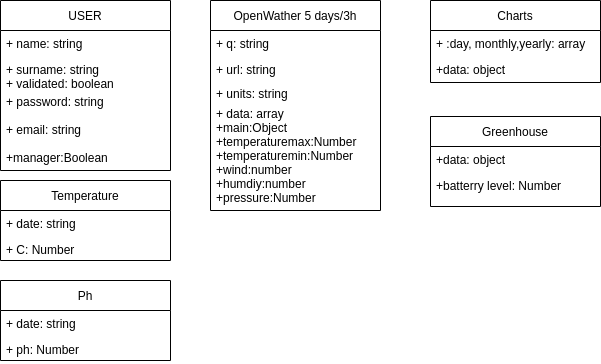 USER
+ name: string
+ surname: string
+ validated: boolean
+ password: string
+ email: string
+manager:Boolean
Temperature
+ date: string
+ C: Number
Ph
+ date: string
+ ph: Number
OpenWather 5 days/3h
+ q: string
+ url: string
+ units: string
+ data: array
+main:Object
+temperaturemax:Number
+temperaturemin:Number
+wind:number
+humdiy:number
+pressure:Number
Charts
+ :day, monthly,yearly: array
+data: object
Greenhouse
+data: object
+batterry level: Number